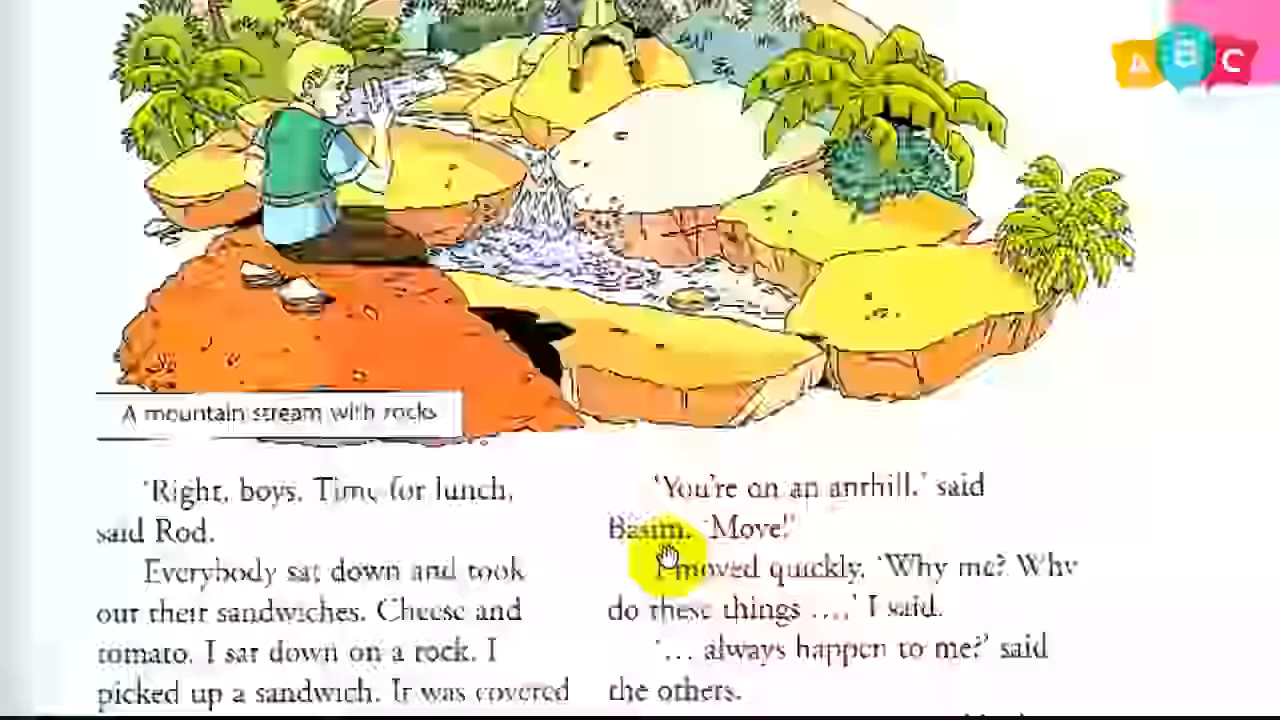 A B C
A mountain stream with rocks
'Right, boys. Time for lunch,
said Rod.
Everybody sat down and took
out their sandwiches. Cheese and
tomato. I sat down on a rock. I
picked up a sandwich. It was covered
'You're on an anthill,' said
Basim. 'Move!'
I moved quickly. 'Why me? Why
do these things ….' I said.
'… always happen to me?' said
the others.